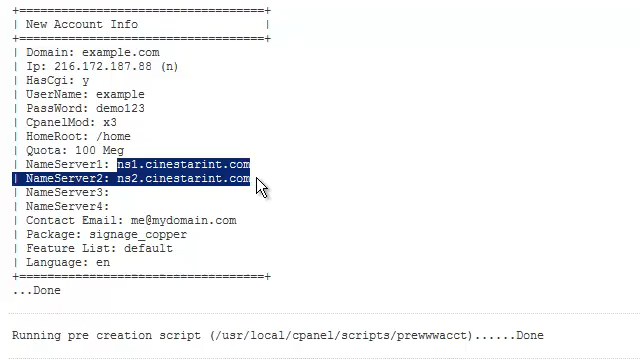 +===================================+
| New Account Info                  |
+===================================+
| Domain: example.com
| Ip: 216.172.187.88 (n)
| HasCgi: y
| UserName: example
| PassWord: demo123
| CpanelMod: x3
| HomeRoot: /home
| Quota: 100 Meg
| NameServer1: ns1.cinestarint.com
| NameServer2: ns2.cinestarint.com
| NameServer3:
| NameServer4:
| Contact Email: me@mydomain.com
| Package: signage_copper
| Feature List: default
| Language: en
+===================================+
...Done
Running pre creation script (/usr/local/cpanel/scripts/prewwwacct)......Done